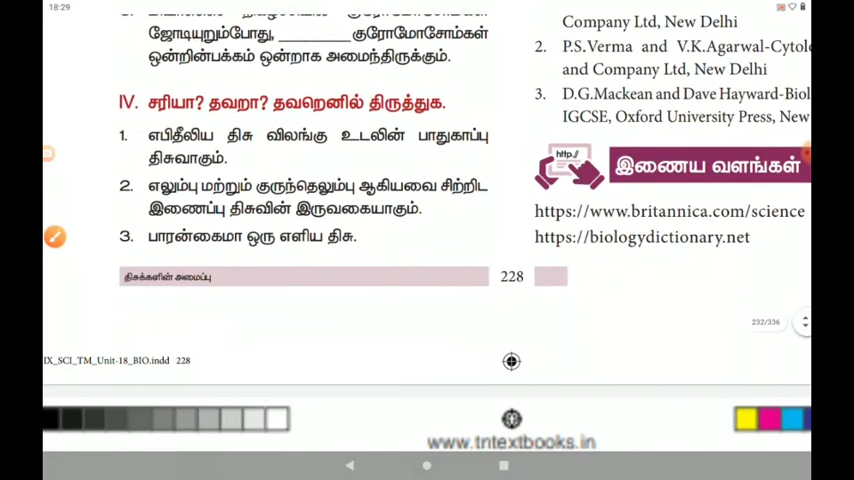 18:29
ஜோடியுறும்போது, __________ குரோமோசோம்கள்
ஒன்றின்பக்கம் ஒன்றாக அமைந்திருக்கும்.
IV. சரியா? தவறா? தவறெனில் திருத்துக.
1. எபிதீலிய திசு விலங்கு உடலின் பாதுகாப்பு
திசுவாகும்.
2. எலும்பு மற்றும் குருந்தெலும்பு ஆகியவை சிற்றிட
இணைப்பு திசுவின் இருவகையாகும்.
3. பாரன்கைமா ஒரு எளிய திசு.
திசுக்களின் அமைப்பு
228
Company Ltd, New Delhi
2. P.S.Verma and V.K.Agarwal-Cytol
and Company Ltd, New Delhi
3. D.G.Mackean and Dave Hayward-Biol
IGCSE, Oxford University Press, New
http://
இணைய வளங்கள்
https://www.britannica.com/science
https://biologydictionary.net
232/336
IX_SCI_TM_Unit-18_BIO.indd 228
www.tntextbooks.in